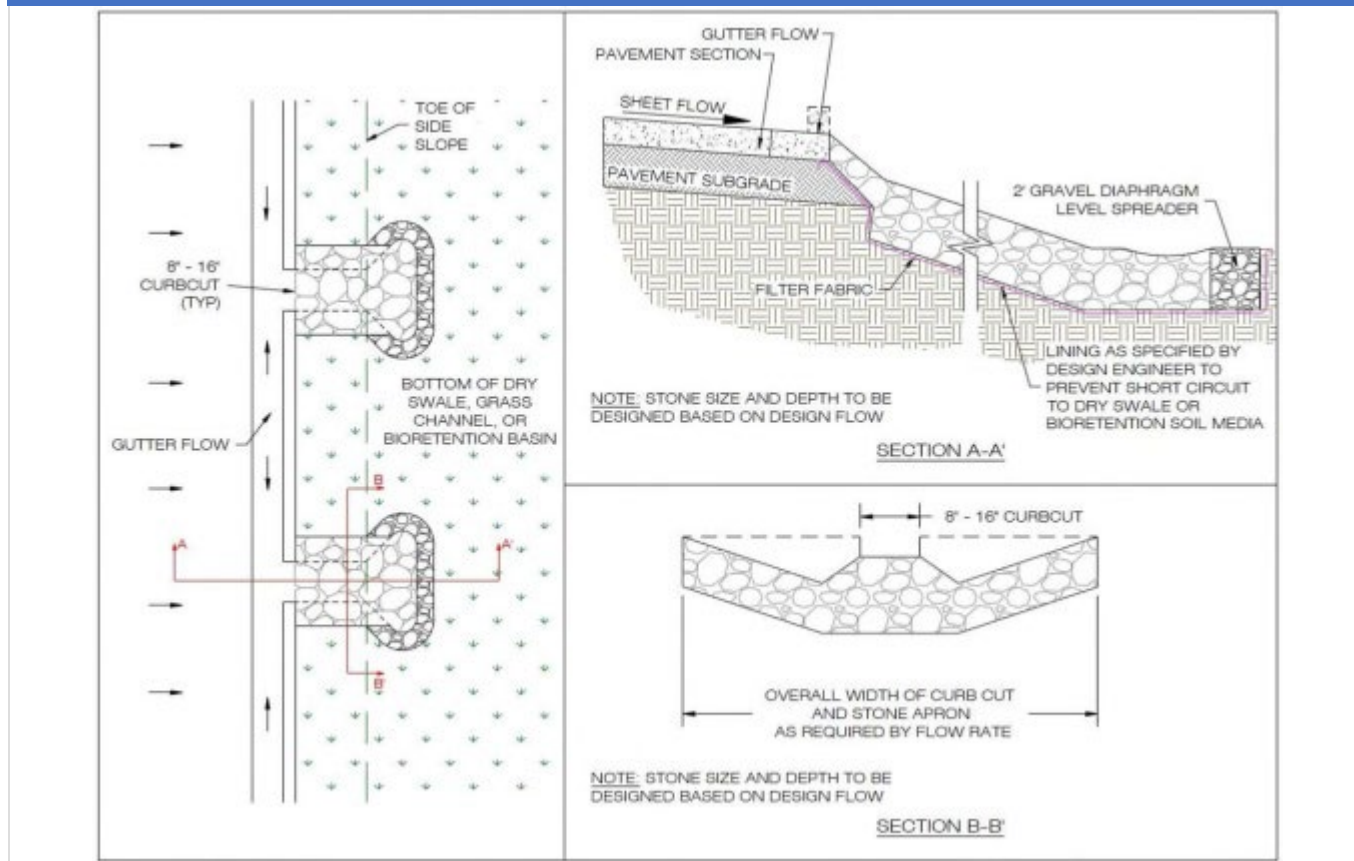 TOE OF
SIDE
SLOPE
8" - 16"
CURBCUT
(TYP)
BOTTOM OF DRY
SWALE, GRASS
CHANNEL, OR
BIORETENTION BASIN
GUTTER FLOW
B
A
A'
B'
GUTTER FLOW
PAVEMENT SECTION
SHEET FLOW
PAVEMENT SUBGRADE
2' GRAVEL DIAPHRAGM
LEVEL SPREADER
FILTER FABRIC
LINING AS SPECIFIED BY
DESIGN ENGINEER TO
PREVENT SHORT CIRCUIT
TO DRY SWALE OR
BIORETENTION SOIL MEDIA
NOTE: STONE SIZE AND DEPTH TO BE
DESIGNED BASED ON DESIGN FLOW
SECTION A-A'
8" - 16" CURBCUT
OVERALL WIDTH OF CURB CUT
AND STONE APRON
AS REQUIRED BY FLOW RATE
NOTE: STONE SIZE AND DEPTH TO BE
DESIGNED BASED ON DESIGN FLOW
SECTION B-B'